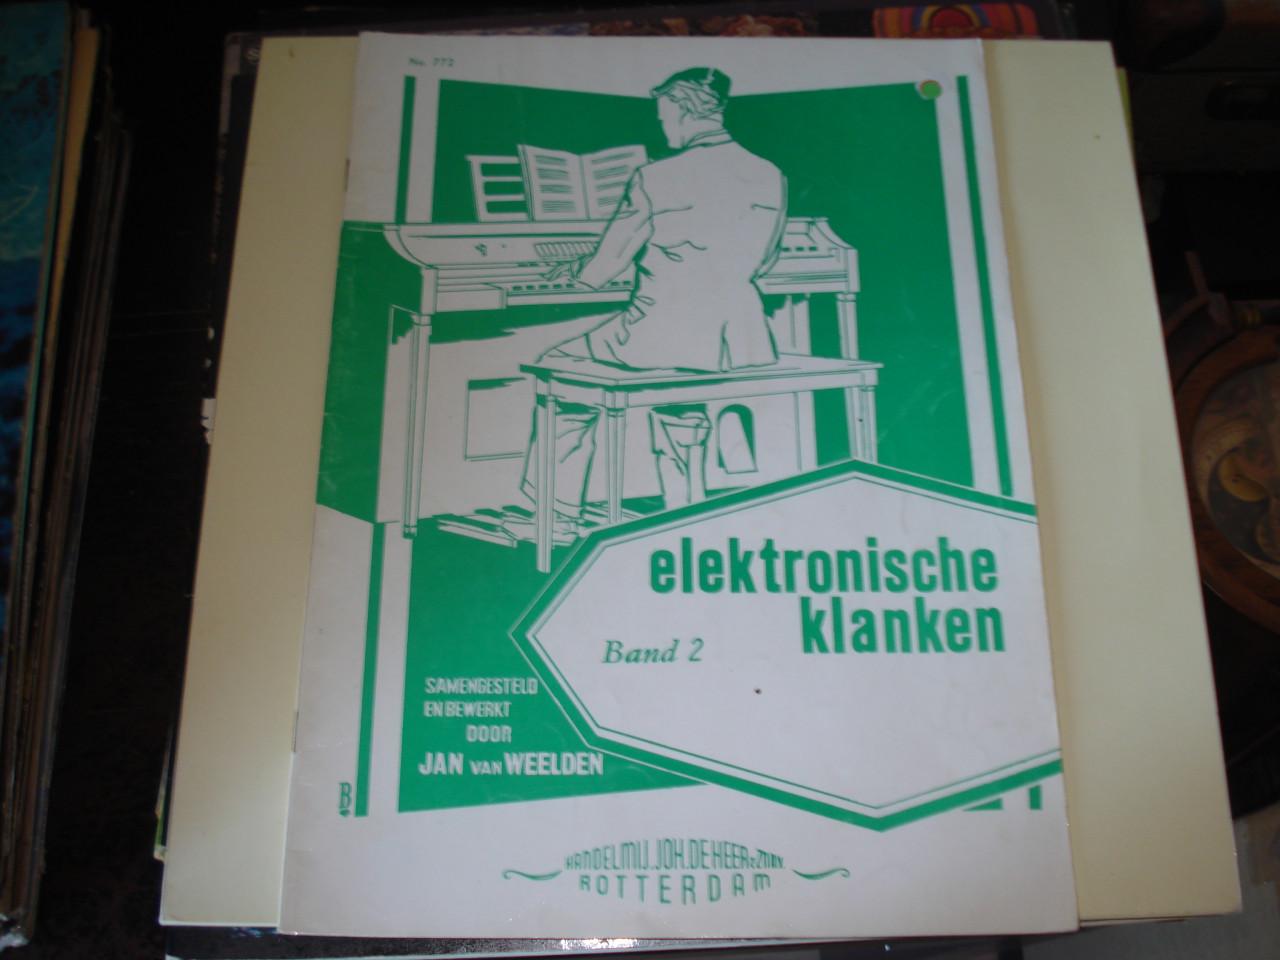 No. 772
elektronische
klanken
Band 2
SAMENGESTELD
EN BEWERKT
DOOR
JAN VAN WEELDEN
B
HANDELMIJ. JOH. DE HEER & ZN NV.
ROTTERDAM